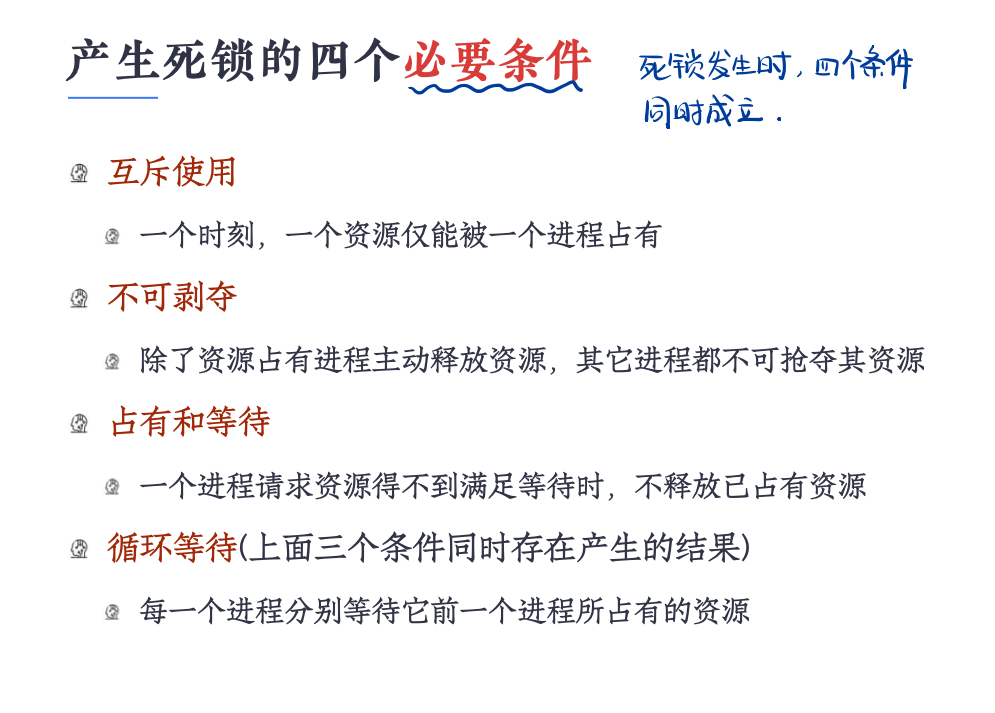 产生死锁的四个必要条件
死锁发生时，四个条件
同时成立．
互斥使用
一个时刻，一个资源仅能被一个进程占有
不可剥夺
除了资源占有进程主动释放资源，其它进程都不可抢夺其资源
占有和等待
一个进程请求资源得不到满足等待时，不释放已占有资源
循环等待(上面三个条件同时存在产生的结果)
每一个进程分别等待它前一个进程所占有的资源